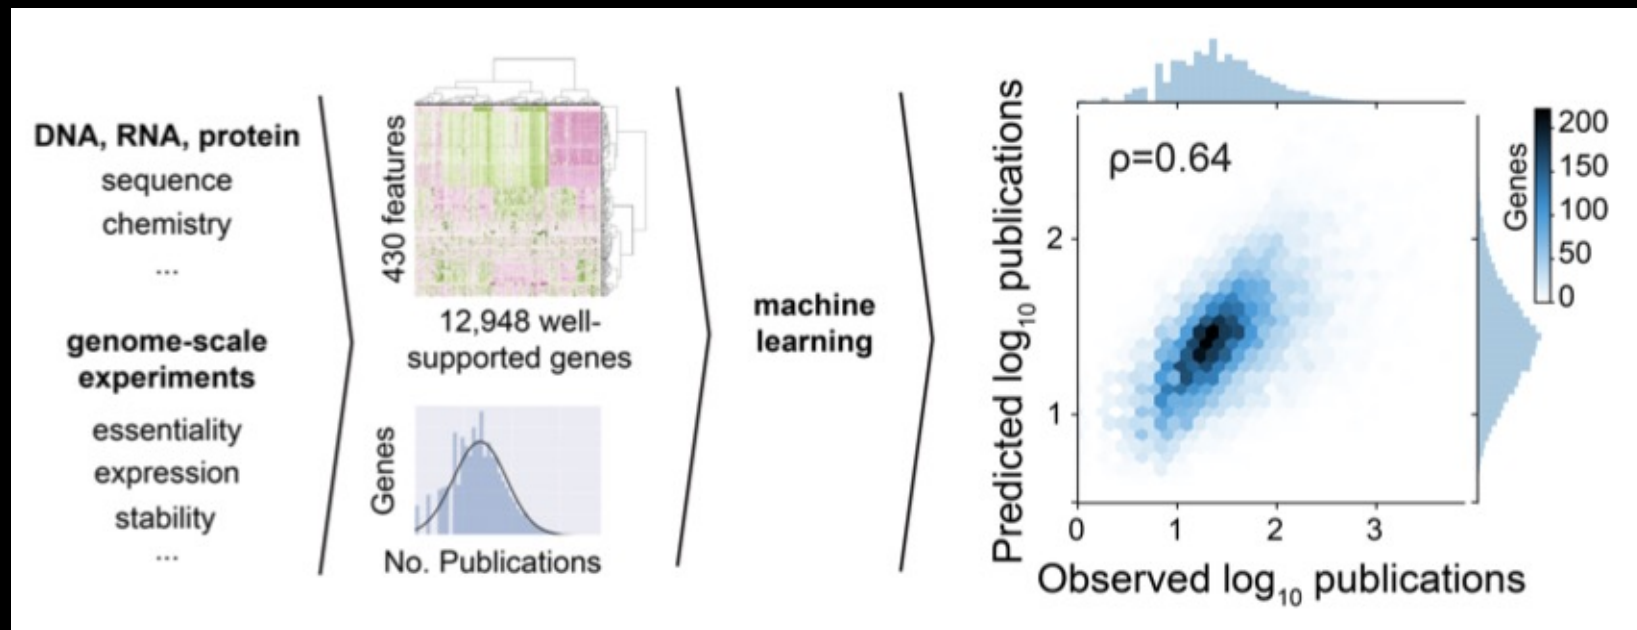 DNA, RNA, protein
sequence
chemistry
...
genome-scale
experiments
essentiality
expression
stability
...
430 features
12,948 well-
supported genes
Genes
No. Publications
machine
learning
Predicted log10 publications
ρ=0.64
2
1
0
1
2
3
Observed log10 publications
Genes
200
150
100
50
0